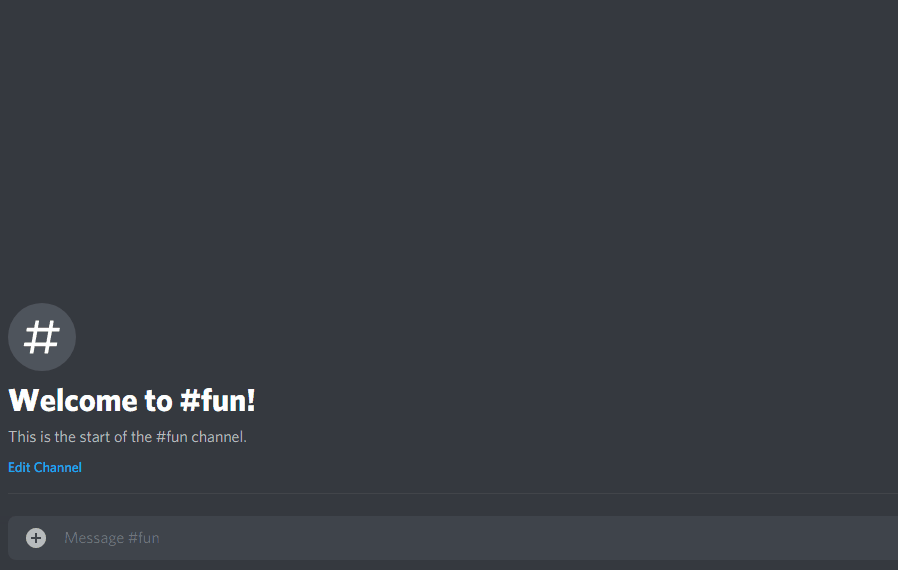 #
Welcome to #fun!
This is the start of the #fun channel.
Edit Channel
Message #fun